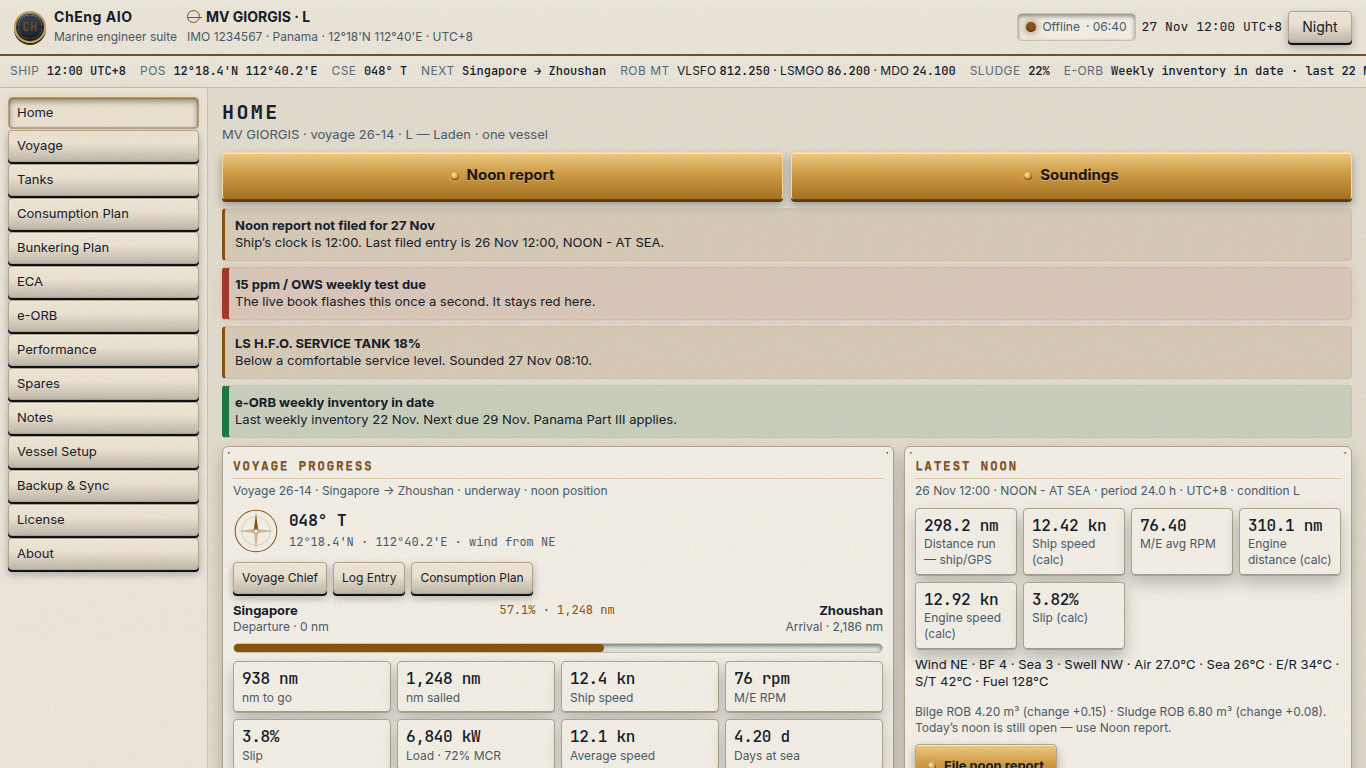 CH
ChEng AIO
Marine engineer suite
MV GIORGIS · L
IMO 1234567 · Panama · 12°18'N 112°40'E · UTC+8
Offline · 06:40
27 Nov 12:00 UTC+8
Night
SHIP 12:00 UTC+8 POS 12°18.4'N 112°40.2'E CSE 048° T NEXT Singapore → Zhoushan ROB MT VLSFO 812.250 · LSMGO 86.200 · MDO 24.100 SLUDGE 22% E-ORB Weekly inventory in date · last 22
Home
Voyage
Tanks
Consumption Plan
Bunkering Plan
ECA
e-ORB
Performance
Spares
Notes
Vessel Setup
Backup & Sync
License
About
HOME
MV GIORGIS · voyage 26-14 · L — Laden · one vessel
Noon report
Soundings
Noon report not filed for 27 Nov
Ship's clock is 12:00. Last filed entry is 26 Nov 12:00, NOON - AT SEA.
15 ppm / OWS weekly test due
The live book flashes this once a second. It stays red here.
LS H.F.O. SERVICE TANK 18%
Below a comfortable service level. Sounded 27 Nov 08:10.
e-ORB weekly inventory in date
Last weekly inventory 22 Nov. Next due 29 Nov. Panama Part III applies.
VOYAGE PROGRESS
Voyage 26-14 · Singapore → Zhoushan · underway · noon position
048° T
12°18.4'N · 112°40.2'E · wind from NE
Voyage Chief
Log Entry
Consumption Plan
Singapore
Departure · 0 nm
57.1% · 1,248 nm
Zhoushan
Arrival · 2,186 nm
938 nm
nm to go
1,248 nm
nm sailed
12.4 kn
Ship speed
76 rpm
M/E RPM
3.8%
Slip
6,840 kW
Load · 72% MCR
12.1 kn
Average speed
4.20 d
Days at sea
LATEST NOON
26 Nov 12:00 · NOON - AT SEA · period 24.0 h · UTC+8 · condition L
298.2 nm
Distance run
— ship/GPS
12.42 kn
Ship speed
(calc)
76.40
M/E avg RPM
310.1 nm
Engine
distance (calc)
12.92 kn
Engine speed
(calc)
3.82%
Slip (calc)
Wind NE · BF 4 · Sea 3 · Swell NW · Air 27.0°C · Sea 26°C · E/R 34°C ·
S/T 42°C · Fuel 128°C
Bilge ROB 4.20 m³ (change +0.15) · Sludge ROB 6.80 m³ (change +0.08).
Today's noon is still open — use Noon report.
File noon report